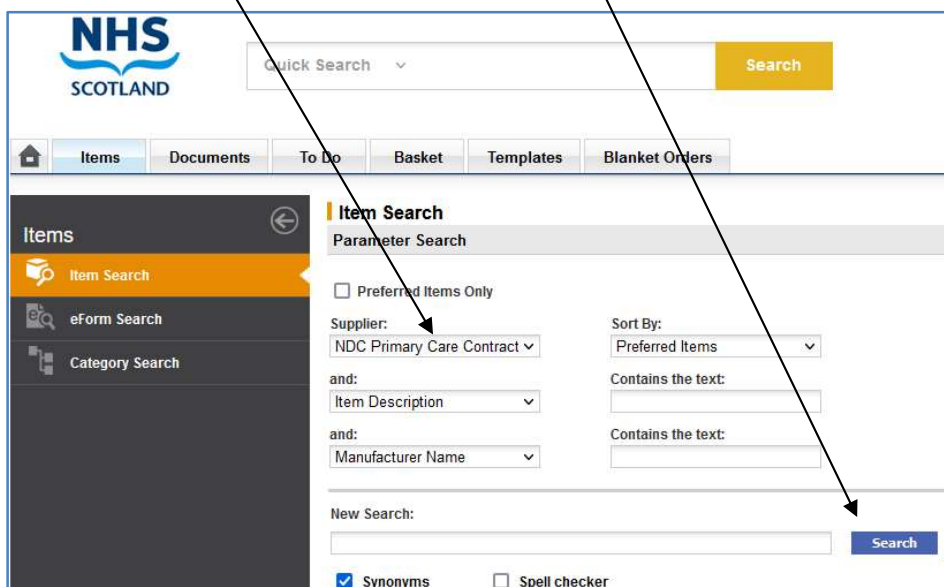 NHS
SCOTLAND
Quick Search
Search
Items
Documents
To Do
Basket
Templates
Blanket Orders
Items
Item Search
eForm Search
Category Search
Item Search
Parameter Search
Preferred Items Only
Supplier:
Sort By:
NDC Primary Care Contract
Preferred Items
and:
Contains the text:
Item Description
and:
Contains the text:
Manufacturer Name
New Search:
Search
Synonyms
Spell checker